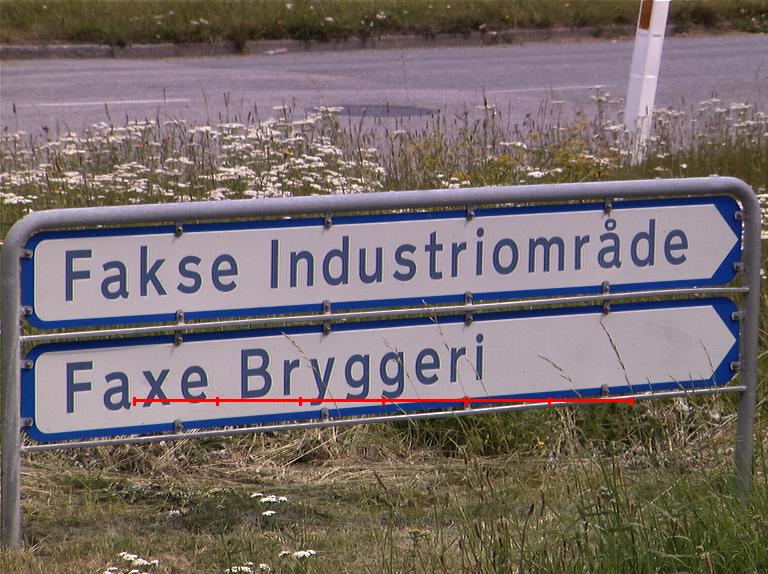 Fakse Industriområde
Faxe Bryggeri